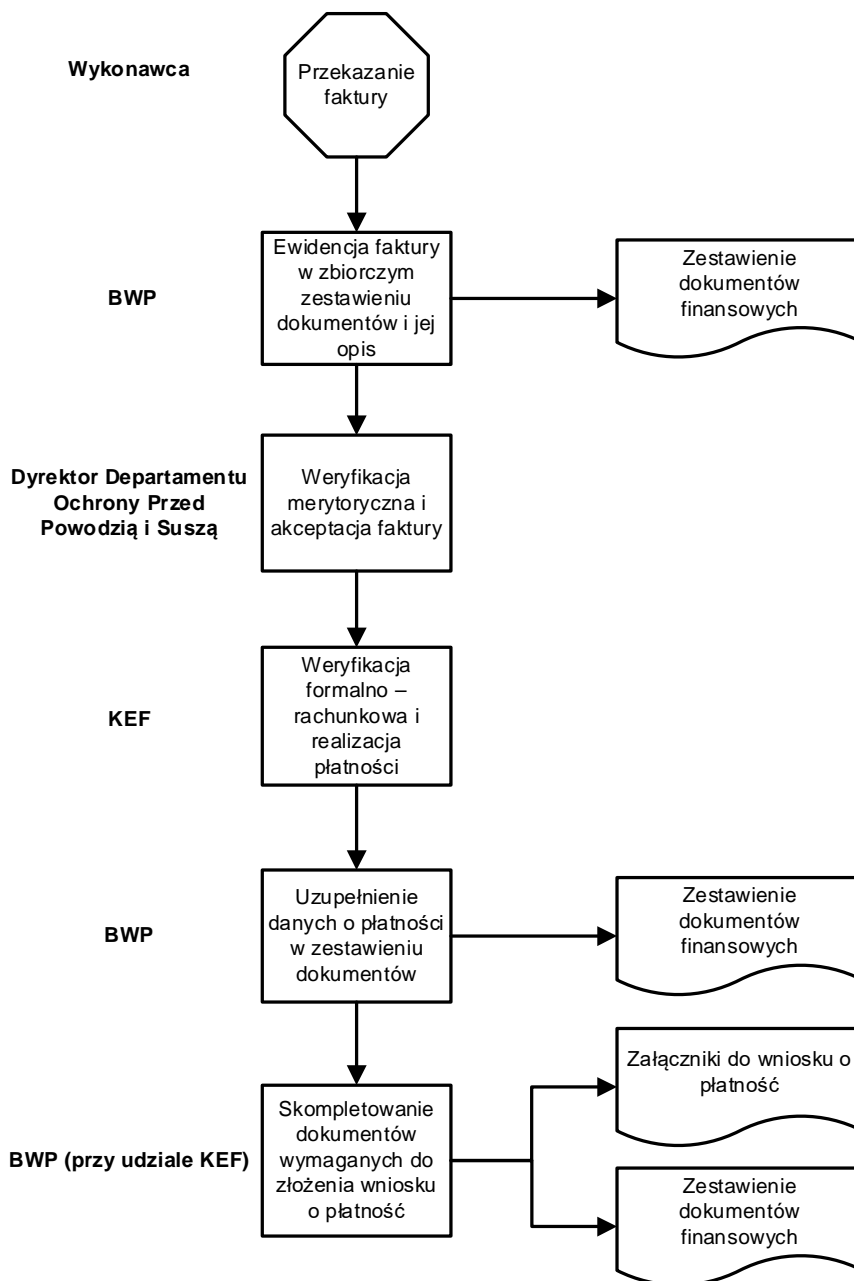 Wykonawca
Przekazanie
faktury
BWP
Ewidencja faktury
w zbiorczym
zestawieniu
dokumentów i jej
opis
Zestawienie
dokumentów
finansowych
Dyrektor Departamentu
Ochrony Przed
Powodzią i Suszą
Weryfikacja
merytoryczna i
akceptacja faktury
KEF
Weryfikacja
formalno –
rachunkowa i
realizacja
płatności
BWP
Uzupełnienie
danych o płatności
w zestawieniu
dokumentów
Zestawienie
dokumentów
finansowych
BWP (przy udziale KEF)
Skompletowanie
dokumentów
wymaganych do
złożenia wniosku
o płatność
Załączniki do wniosku o
płatność
Zestawienie
dokumentów
finansowych